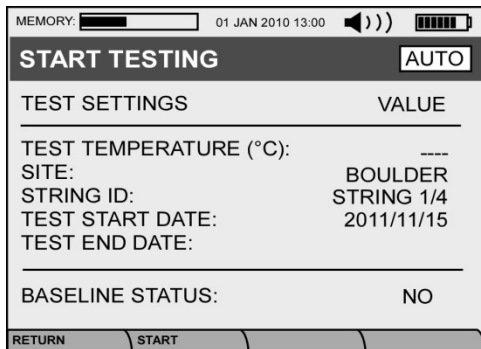 MEMORY: 01 JAN 2010 13:00
START TESTING AUTO
TEST SETTINGS VALUE
TEST TEMPERATURE (°C): ----
SITE: BOULDER
STRING ID: STRING 1/4
TEST START DATE: 2011/11/15
TEST END DATE:
BASELINE STATUS: NO
RETURN START